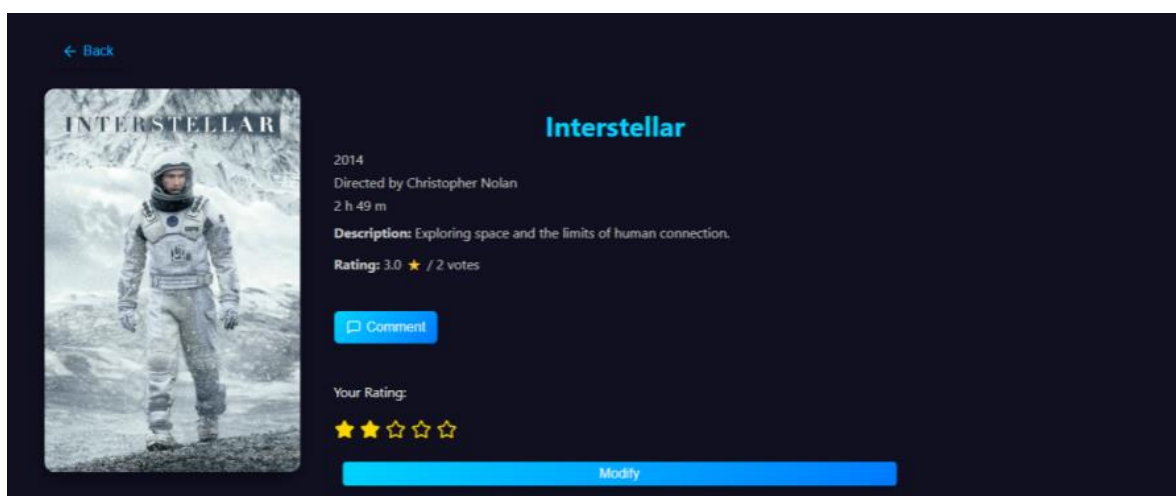 ← Back
INTERSTELLAR
Interstellar
2014
Directed by Christopher Nolan
2 h 49 m
Description: Exploring space and the limits of human connection.
Rating: 3.0 ★ / 2 votes
Comment
Your Rating:
Modify